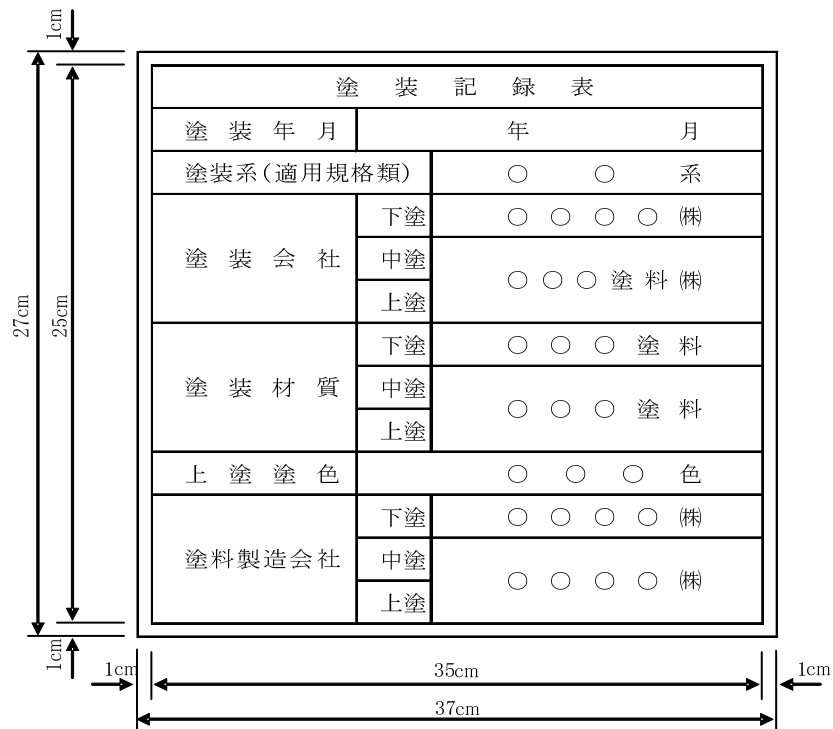 1cm
塗装記録表
塗装年月 年 月
塗装系(適用規格類) ○ ○ 系
塗装会社 下塗 ○○○○㈱
中塗 ○○○塗料㈱
上塗
塗装材質 下塗 ○○○塗料
中塗 ○○○塗料
上塗
上塗塗色 ○ ○ ○ 色
塗料製造会社 下塗 ○○○○㈱
中塗 ○○○○㈱
上塗
27cm
25cm
1cm
1cm 35cm 1cm
37cm